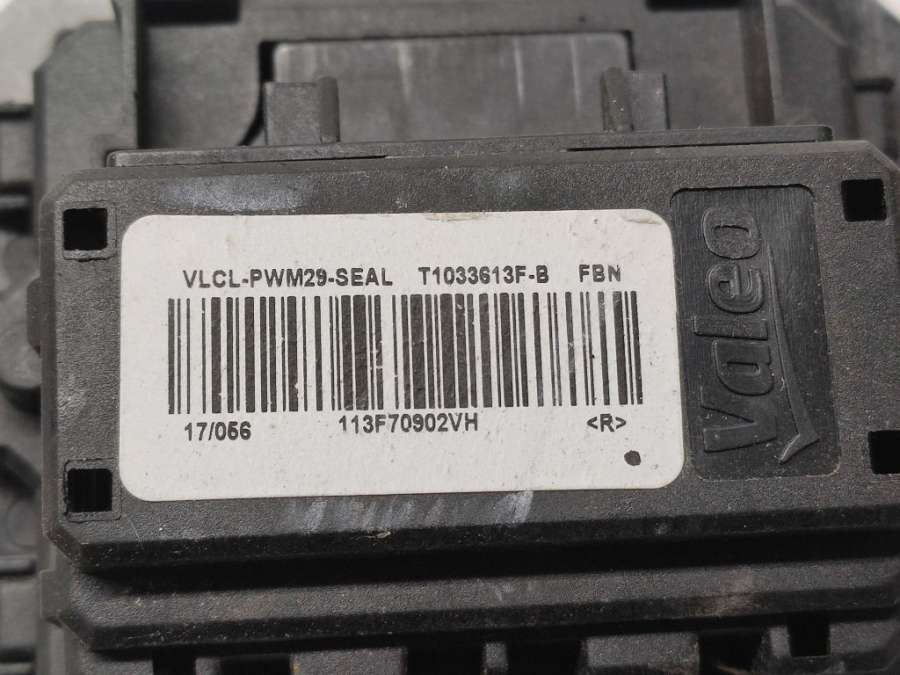 VLCL-PWM29-SEAL T1033613F-B FBN
17/056 113F70902VH <R>
Valeo